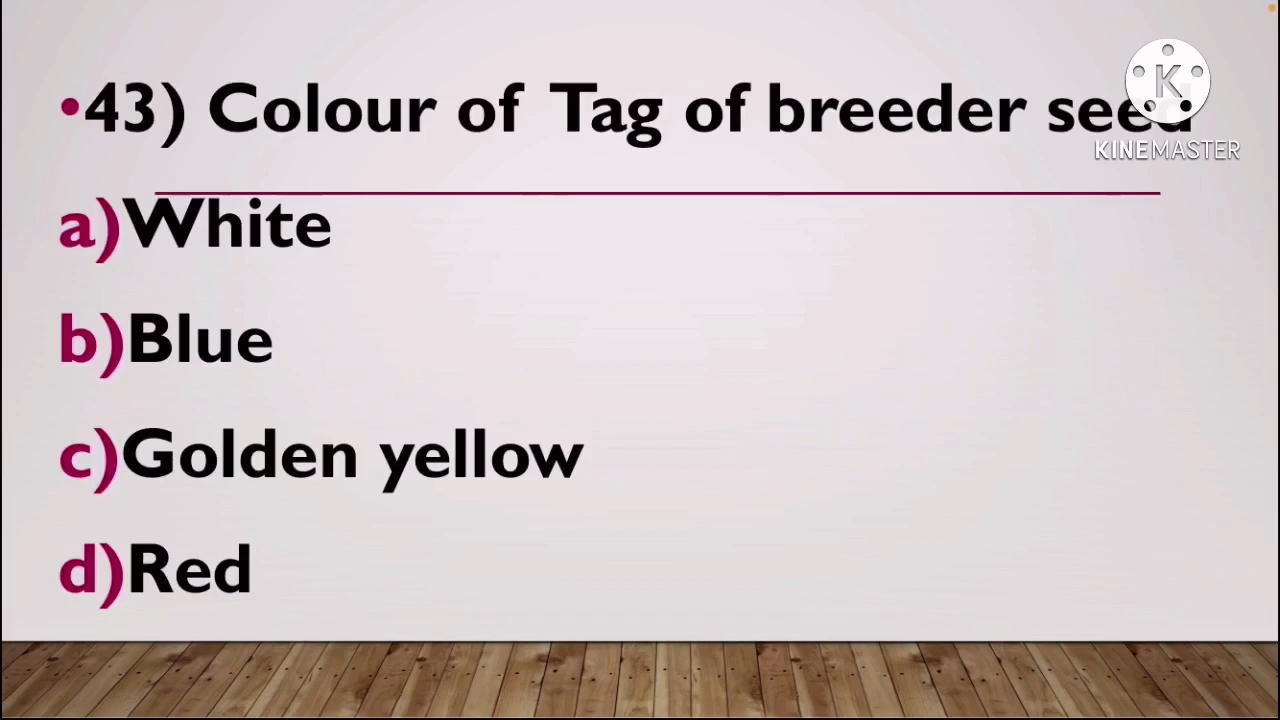 •43) Colour of Tag of breeder seed
KINEMASTER
a)White
b)Blue
c)Golden yellow
d)Red